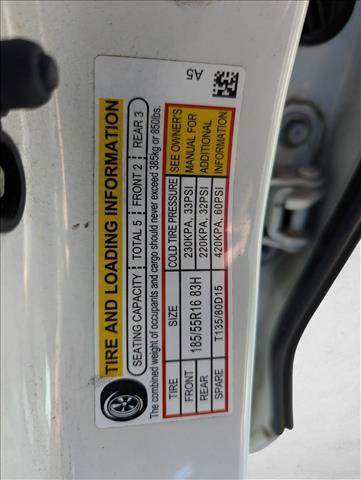 A5
TIRE AND LOADING INFORMATION
SEATING CAPACITY | TOTAL 5 | FRONT 2 | REAR 3
The combined weight of occupants and cargo should never exceed 385kg or 850lbs.
TIRE SIZE COLD TIRE PRESSURE SEE OWNER'S
FRONT 185/55R16 83H 230KPA, 33PSI MANUAL FOR
REAR 220KPA, 32PSI ADDITIONAL
SPARE T135/80D15 420KPA, 60PSI INFORMATION